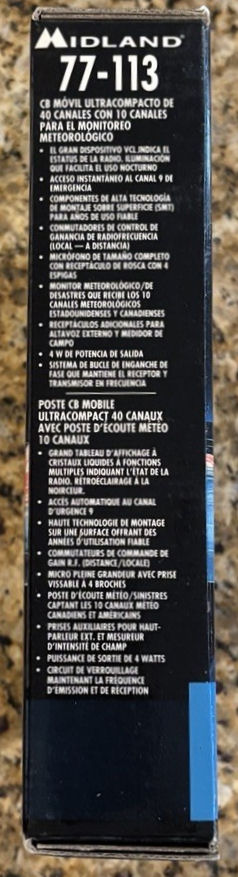 MIDLAND
77-113
CB MÓVIL ULTRACOMPACTO DE
40 CANALES CON 10 CANALES
PARA EL MONITOREO
METEOROLÓGICO
• EL GRAN DISPOSITIVO VCL INDICA EL
ESTATUS DE LA RADIO. ILUMINACIÓN
QUE FACILITA EL USO NOCTURNO
• ACCESO INSTANTÁNEO AL CANAL 9 DE
EMERGENCIA
• COMPONENTES DE ALTA TECNOLOGÍA
DE MONTAJE SOBRE SUPERFICIE (SMT)
PARA AÑOS DE USO FIABLE
• CONMUTADORES DE CONTROL DE
GANANCIA DE RADIOFRECUENCIA
(LOCAL — A DISTANCIA)
• MICRÓFONO DE TAMAÑO COMPLETO
CON RECEPTÁCULO DE ROSCA CON 4
ESPIGAS
• MONITOR METEOROLÓGICO/DE
DESASTRES QUE RECIBE LOS 10
CANALES METEOROLÓGICOS
ESTADOUNIDENSES Y CANADIENSES
• RECEPTÁCULOS ADICIONALES PARA
ALTAVOZ EXTERNO Y MEDIDOR DE
CAMPO
• 4 W DE POTENCIA DE SALIDA
• SISTEMA DE BUCLE DE ENGANCHE DE
FASE QUE MANTIENE EL RECEPTOR Y
TRANSMISOR EN FRECUENCIA
POSTE CB MOBILE
ULTRACOMPACT 40 CANAUX
AVEC POSTE D'ECOUTE MÉTÉO
10 CANAUX
• GRAND TABLEAU D'AFFICHAGE À
CRISTAUX LIQUIDES À FONCTIONS
MULTIPLES INDIQUANT L'ÉTAT DE LA
RADIO. RÉTROÉCLAIRAGE À LA
NOIRCEUR.
• ACCÈS AUTOMATIQUE AU CANAL
D'URGENCE 9
• HAUTE TECHNOLOGIE DE MONTAGE
SUR UNE SURFACE OFFRANT DES
ANNÉES D'UTILISATION FIABLE
• COMMUTATEURS DE COMMANDE DE
GAIN R.F. (DISTANCE/LOCALE)
• MICRO PLEINE GRANDEUR AVEC PRISE
VISSABLE À 4 BROCHES
• POSTE D'ÉCOUTE MÉTÉO/SINISTRES
CAPTANT LES 10 CANAUX MÉTÉO
CANADIENS ET AMÉRICAINS
• PRISES AUXILIAIRES POUR HAUT-
PARLEUR EXT. ET MESUREUR
D'INTENSITÉ DE CHAMP
• PUISSANCE DE SORTIE DE 4 WATTS
• CIRCUIT DE VERROUILLAGE
MAINTENANT LA FRÉQUENCE
D'ÉMISSION ET DE RÉCEPTION